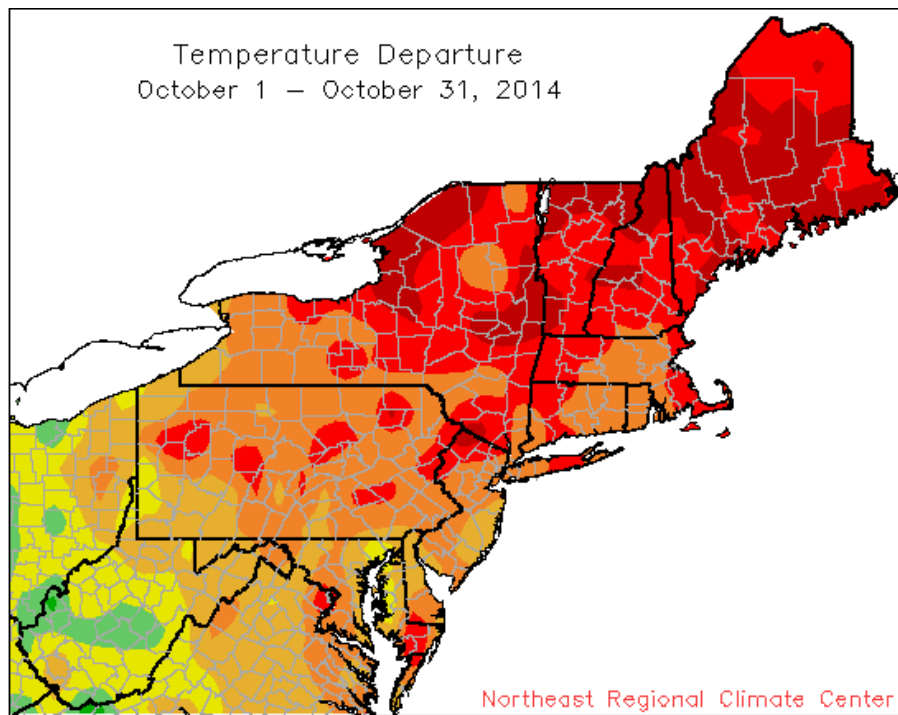 Temperature Departure
October 1 – October 31, 2014
Northeast Regional Climate Center